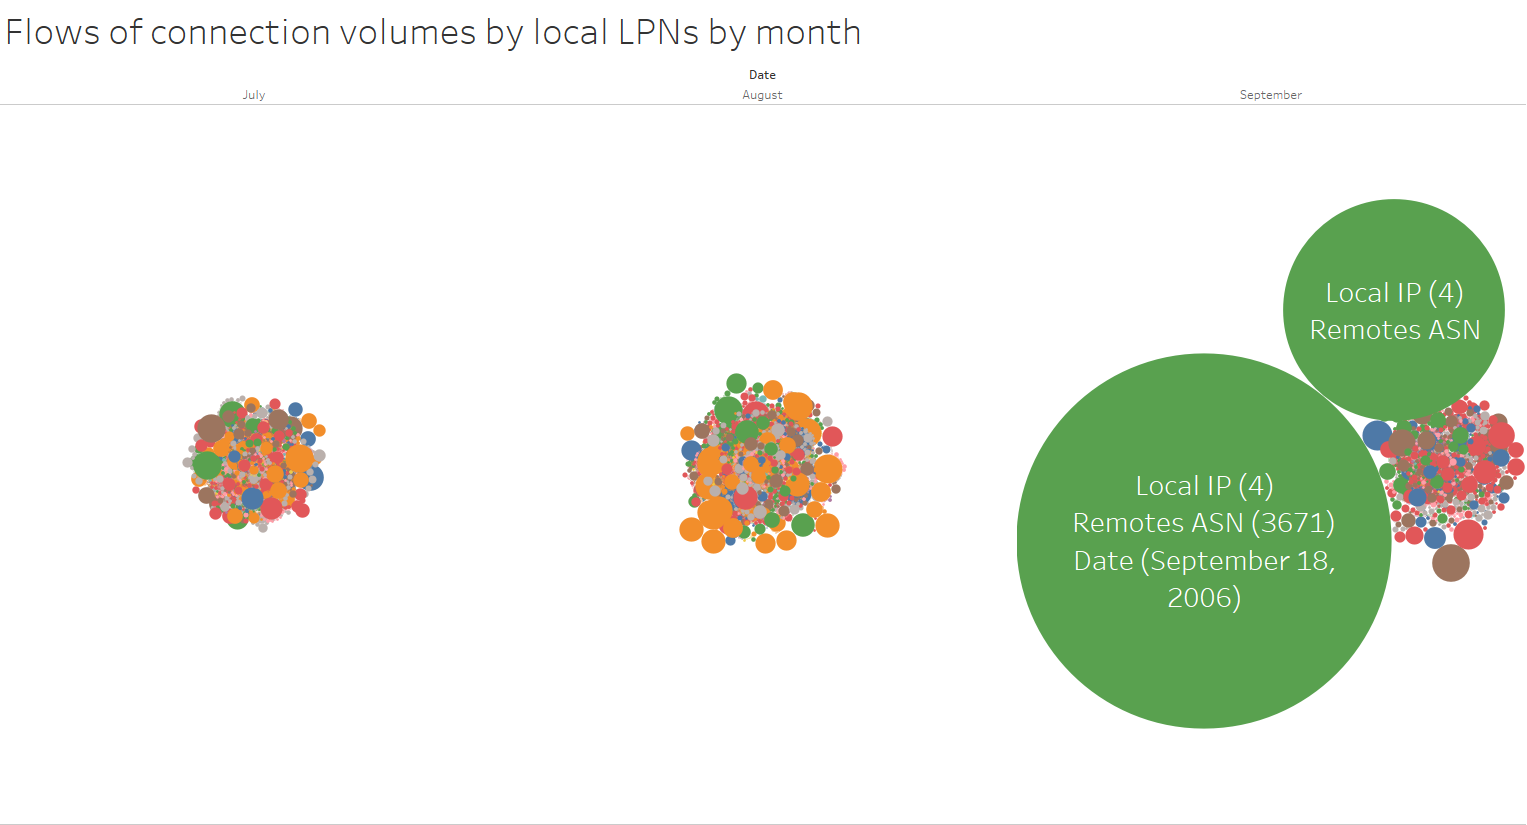 Flows of connection volumes by local LPNs by month
Date
July
August
September
Local IP (4)
Remotes ASN
Local IP (4)
Remotes ASN (3671)
Date (September 18,
2006)